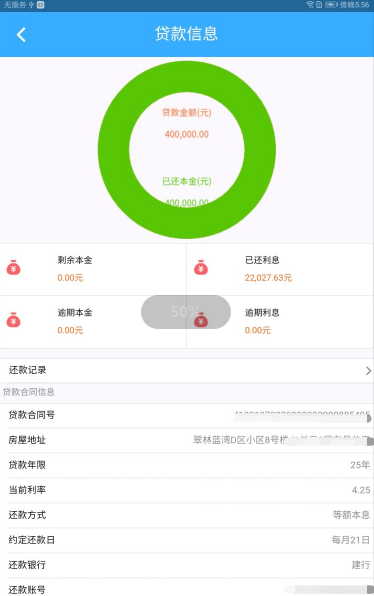 无服务 傍晚5:56
贷款信息
贷款金额(元)
400,000.00
已还本金(元)
400,000.00
剩余本金 已还利息
0.00元 22,027.63元
50%
逾期本金 逾期利息
0.00元 0.00元
还款记录
贷款合同信息
贷款合同号
房屋地址 翠林蓝湾D区小区8号楼
贷款年限 25年
当前利率 4.25
还款方式 等额本息
约定还款日 每月21日
还款银行 建行
还款账号